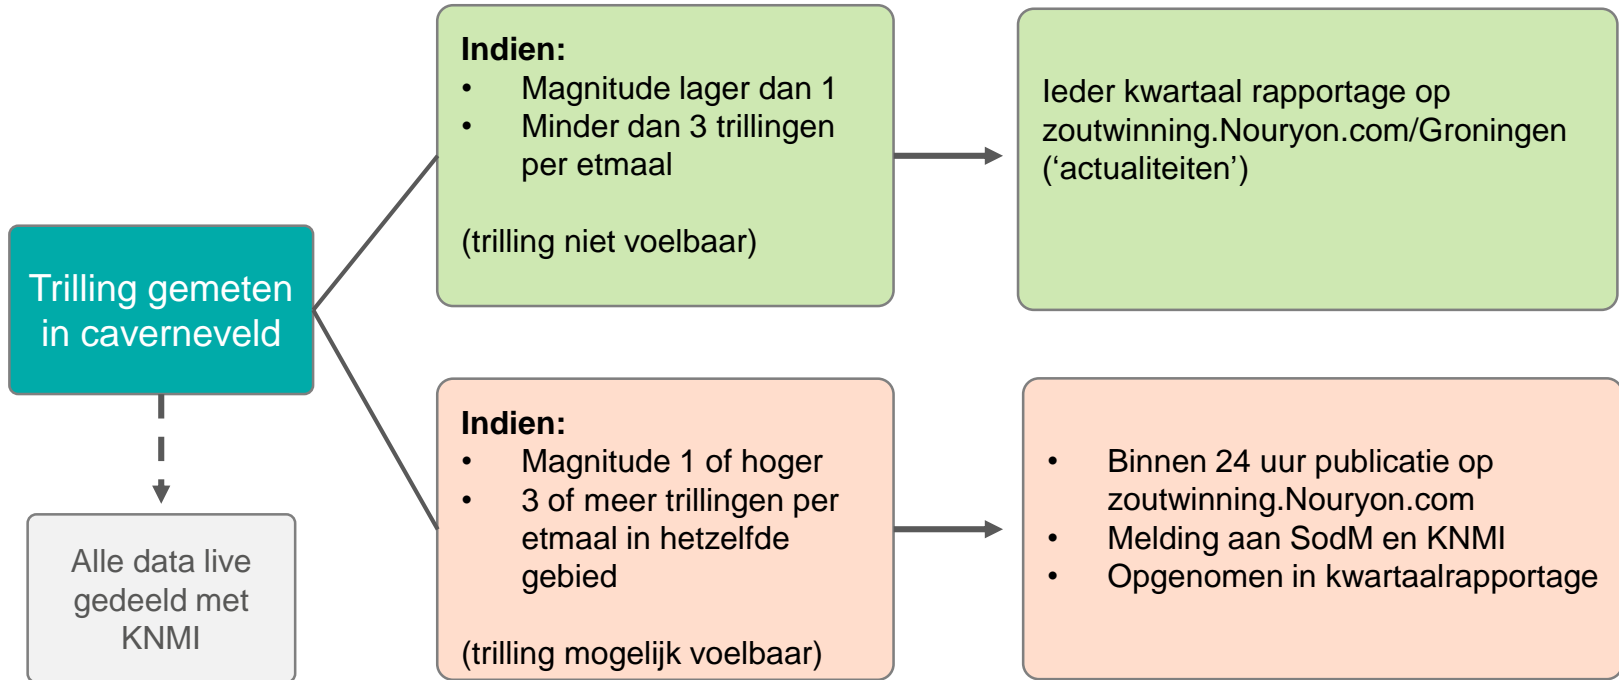 Trilling gemeten
in caverneveld
Alle data live
gedeeld met
KNMI
Indien:
• Magnitude lager dan 1
• Minder dan 3 trillingen
per etmaal
(trilling niet voelbaar)
Ieder kwartaal rapportage op
zoutwinning.Nouryon.com/Groningen
(‘actualiteiten’)
Indien:
• Magnitude 1 of hoger
• 3 of meer trillingen per
etmaal in hetzelfde
gebied
(trilling mogelijk voelbaar)
• Binnen 24 uur publicatie op
zoutwinning.Nouryon.com
• Melding aan SodM en KNMI
• Opgenomen in kwartaalrapportage